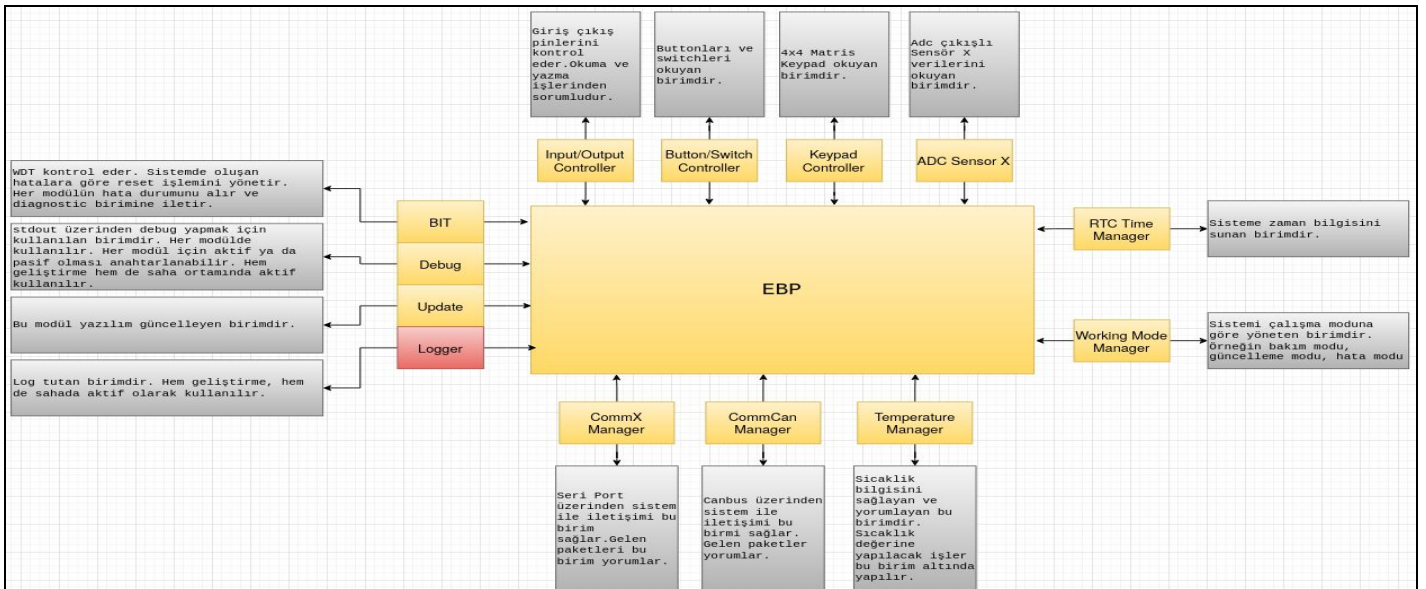 Giriş çıkış
pinlerini
kontrol
eder.Okuma ve
yazma
işlerinden
sorumludur.
Buttonları ve
switchleri
okuyan
birimdir.
4x4 Matris
Keypad okuyan
birimdir.
Adc çıkışlı
Sensör X
verilerini
okuyan
birimdir.
Input/Output
Controller
Button/Switch
Controller
Keypad
Controller
ADC Sensor X
WDT kontrol eder. Sistemde oluşan
hatalara göre reset işlemini yönetir.
Her modülün hata durumunu alır ve
diagnostic birimine iletir.
stdout üzerinden debug yapmak için
kullanılan birimdir. Her modülde
kullanılır. Her modül için aktif ya da
pasif olması anahtarlanabilir. Hem
geliştirme hem de saha ortamında aktif
kullanılır.
Bu modül yazılım güncelleyen birimdir.
Log tutan birimdir. Hem geliştirme, hem
de sahada aktif olarak kullanılır.
BIT
Debug
Update
Logger
EBP
RTC Time
Manager
Sisteme zaman bilgisini
sunan birimdir.
Working Mode
Manager
Sistemi çalışma moduna
göre yöneten birimdir.
örneğin bakım modu,
güncelleme modu, hata modu
CommX
Manager
CommCan
Manager
Temperature
Manager
Seri Port
üzerinden sistem
ile iletişimi bu
birim
sağlar.Gelen
paketleri bu
birim yorumlar.
Canbus üzerinden
sistem ile
iletişimi bu
birmi sağlar.
Gelen paketler
yorumlar.
Sicaklik
bilgisini
sağlayan ve
yorumlayan bu
birimdir.
Sıcaklık
değerine
yapılacak işler
bu birim altında
yapılır.